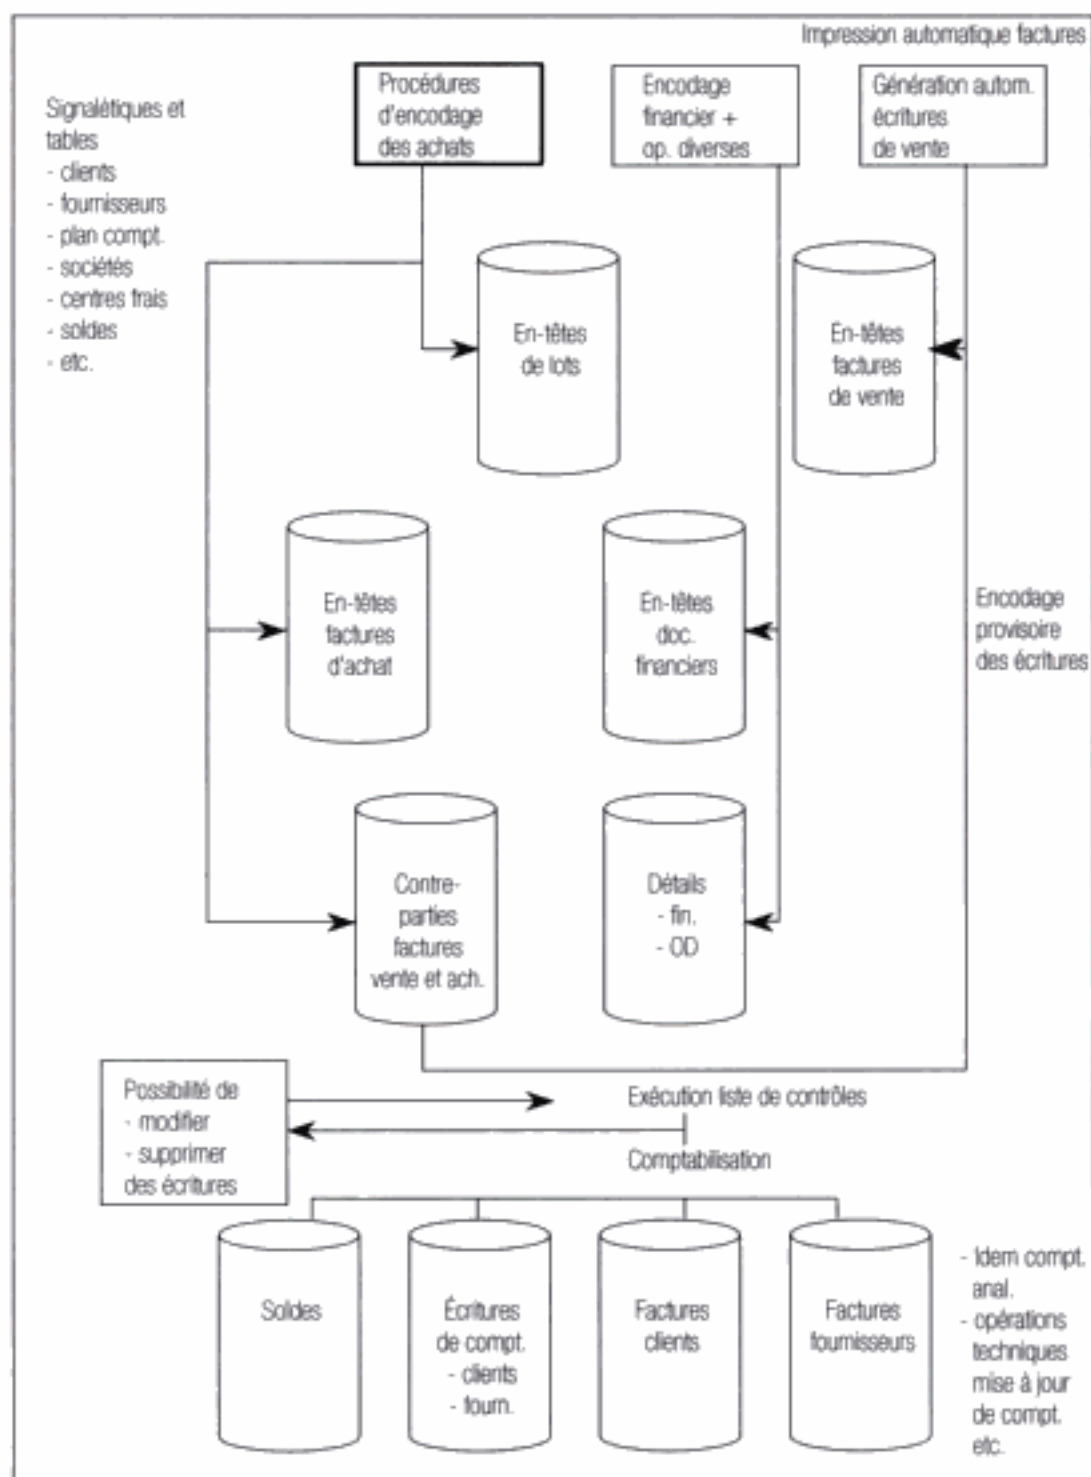 Impression automatique factures
Signalétiques et
tables
- clients
- fournisseurs
- plan compt.
- sociétés
- centres frais
- soldes
- etc.
Procédures
d'encodage
des achats
Encodage
financier +
op. diverses
Génération autom.
écritures
de vente
En-têtes
de lots
En-têtes
factures
de vente
En-têtes
factures
d'achat
En-têtes
doc.
financiers
Encodage
provisoire
des écritures
Contre-
parties
factures
vente et ach.
Détails
- fin.
- OD
Possibilité de
- modifier
- supprimer
des écritures
Exécution liste de contrôles
Comptabilisation
Soldes
Écritures
de compt.
- clients
- fourn.
Factures
clients
Factures
fournisseurs
- Idem compt.
anal.
- opérations
techniques
mise à jour
de compt.
etc.